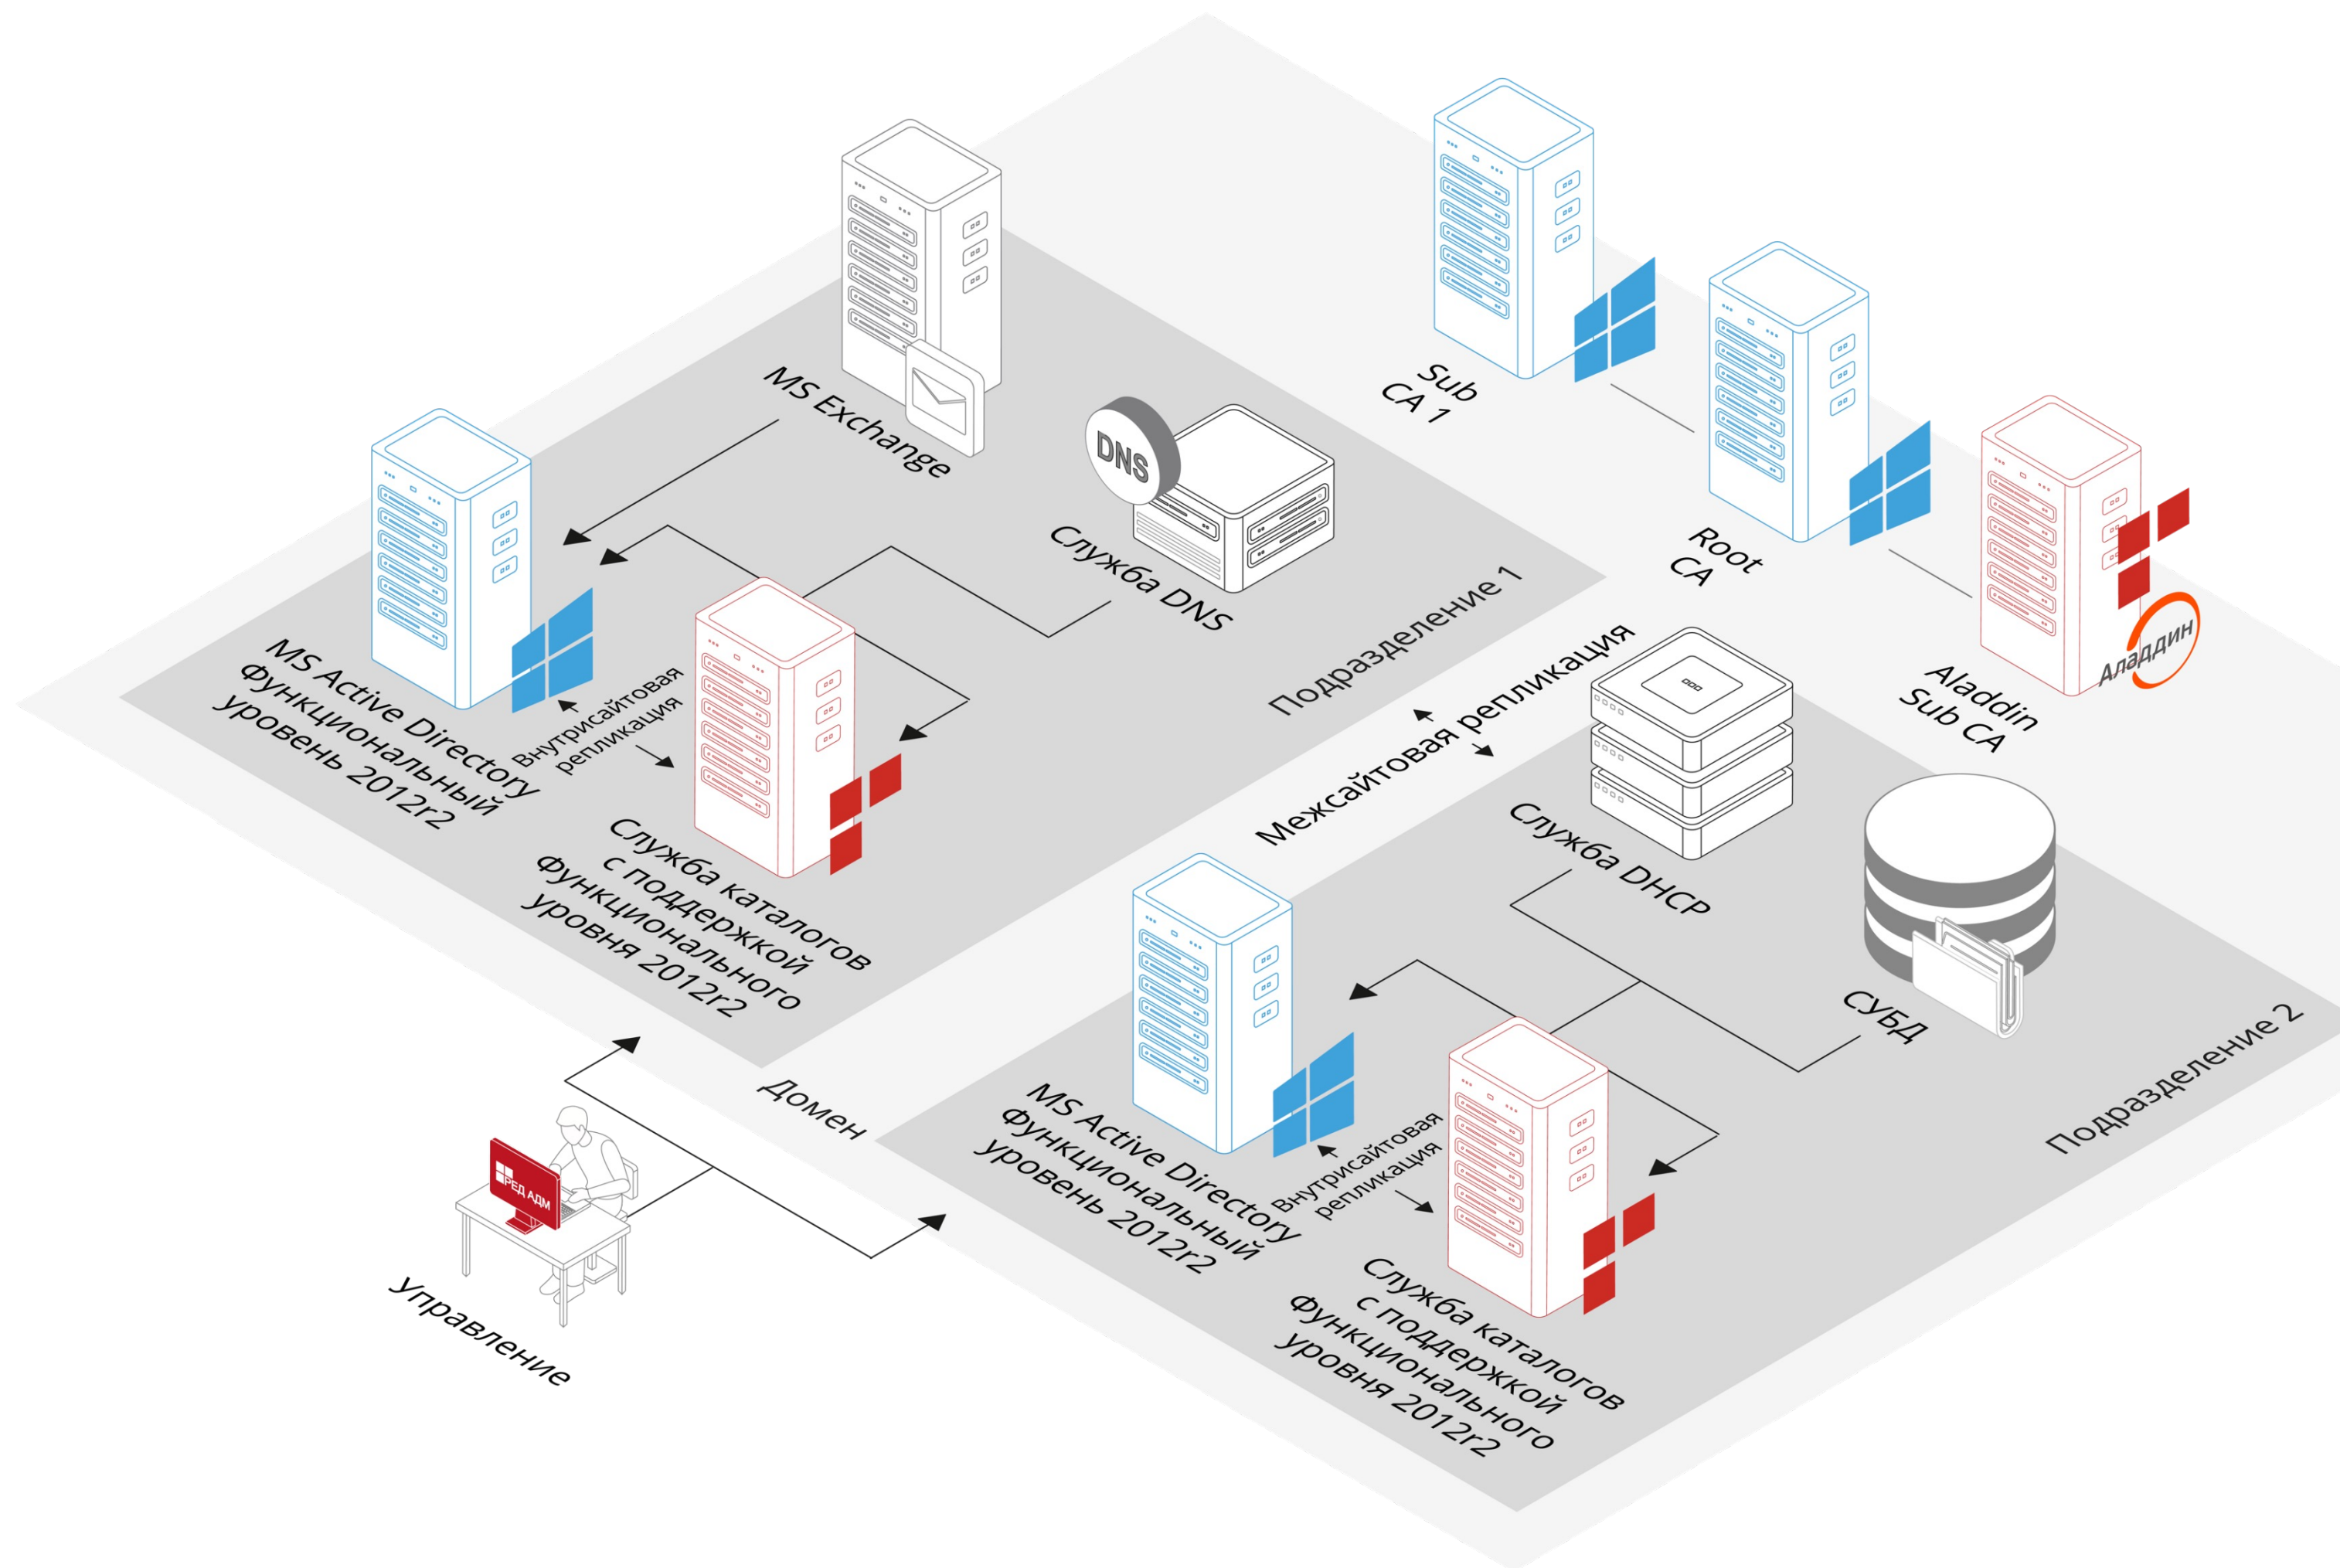 MS Exchange
DNS
Служба DNS
Подразделение 1
MS Active Directory
Функциональный
уровень 2012r2
Внутрисайтовая
репликация
Служба каталогов
с поддержкой
Функционального
уровня 2012r2
Sub
CA 1
Root
CA
Аладдин
Aladdin
Sub CA
Межсайтовая репликация
Служба DHCP
СУБД
Подразделение 2
MS Active Directory
Функциональный
уровень 2012r2
Внутрисайтовая
репликация
Служба каталогов
с поддержкой
Функционального
уровня 2012r2
Домен
РЕД АДМ
Управление